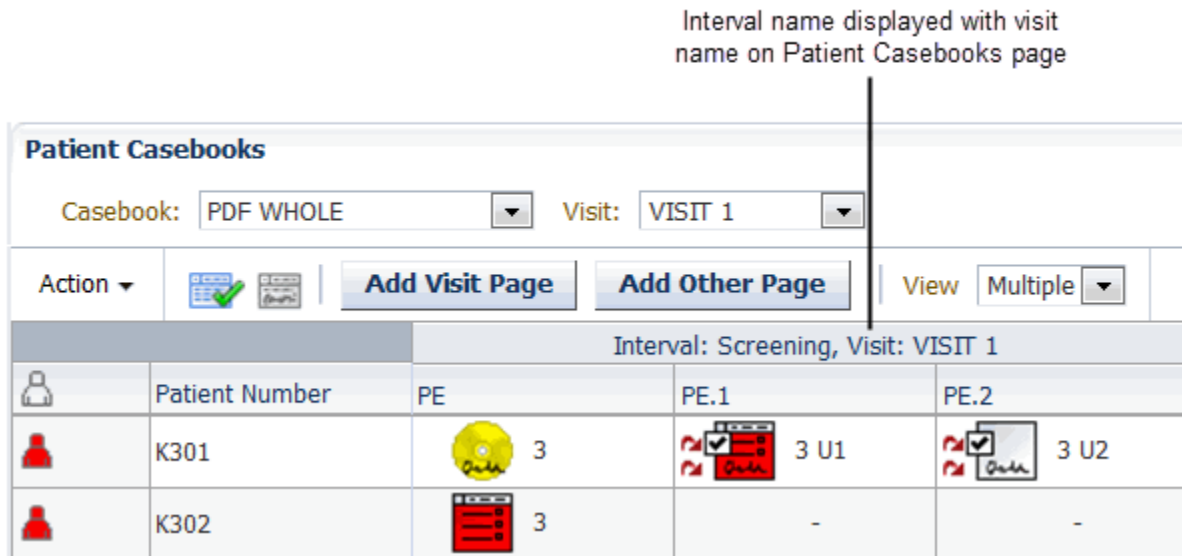 Interval name displayed with visit
name on Patient Casebooks page
Patient Casebooks
Casebook: PDF WHOLE Visit: VISIT 1
Action Add Visit Page Add Other Page View Multiple
Interval: Screening, Visit: VISIT 1
Patient Number PE PE.1 PE.2
K301 3 3 U1 3 U2
K302 3 - -